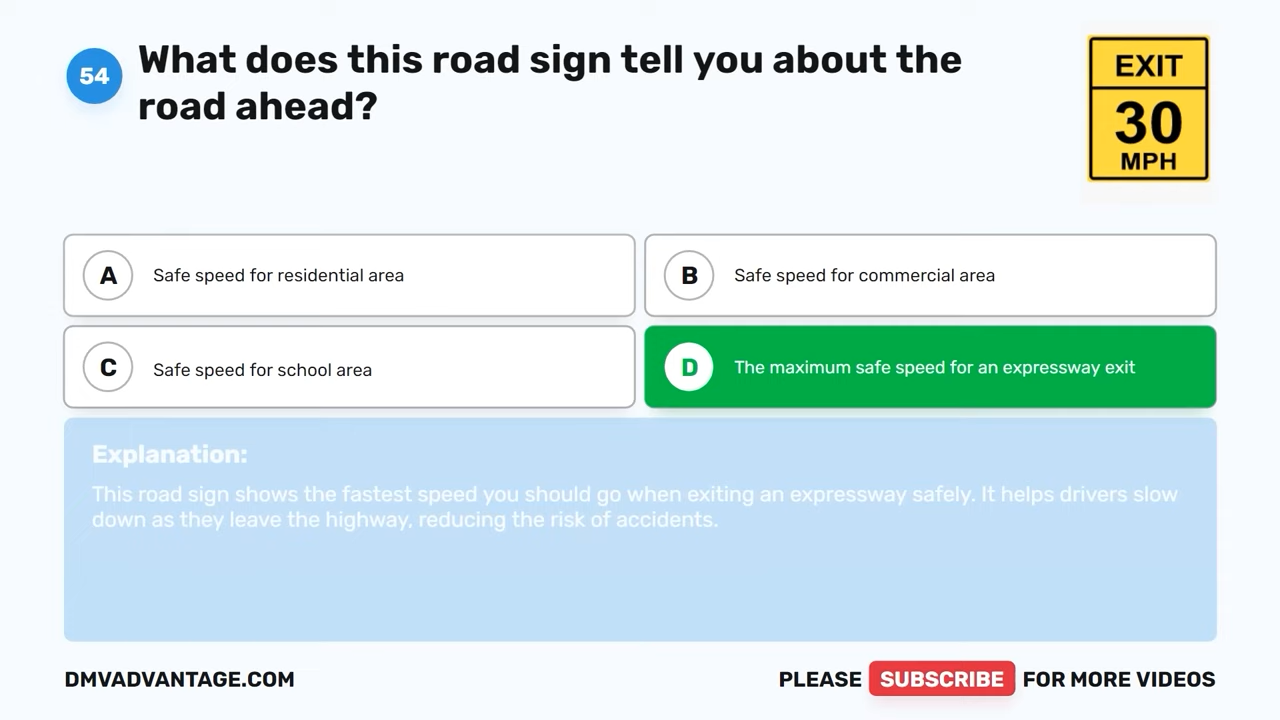 54
What does this road sign tell you about the
road ahead?
EXIT
30
MPH
A Safe speed for residential area
B Safe speed for commercial area
C Safe speed for school area
D The maximum safe speed for an expressway exit
Explanation:
This road sign shows the fastest speed you should go when exiting an expressway safely. It helps drivers slow
down as they leave the highway, reducing the risk of accidents.
DMVADVANTAGE.COM
PLEASE SUBSCRIBE FOR MORE VIDEOS